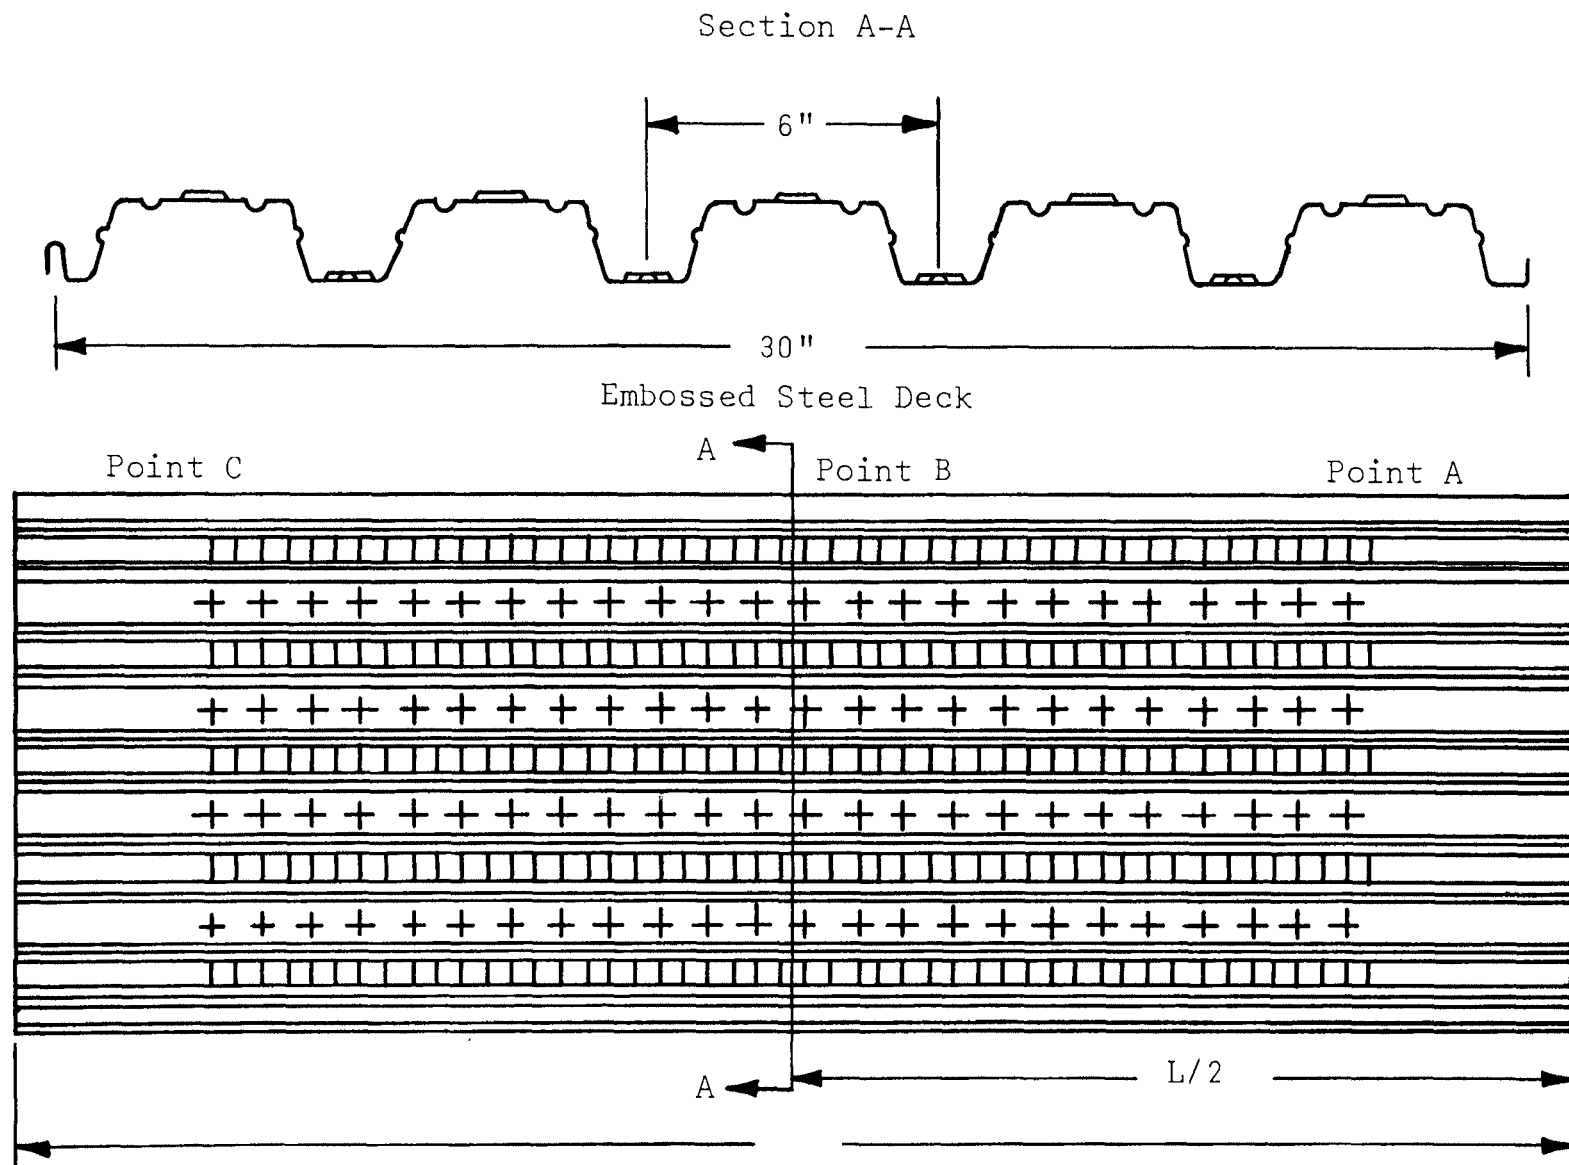 Section A-A
6"
30"
Embossed Steel Deck
A
Point C
Point B
Point A
L/2
A